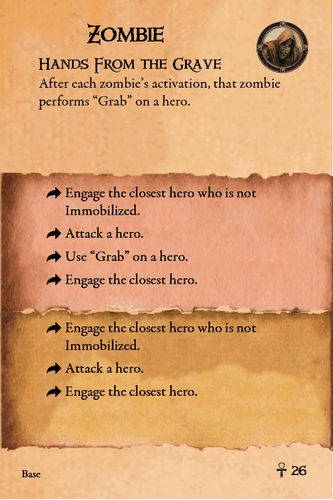 Zombie
Hands From the Grave
After each zombie's activation, that zombie
performs "Grab" on a hero.
Engage the closest hero who is not
Immobilized.
Attack a hero.
Use "Grab" on a hero.
Engage the closest hero.
Engage the closest hero who is not
Immobilized.
Attack a hero.
Engage the closest hero.
Base
26